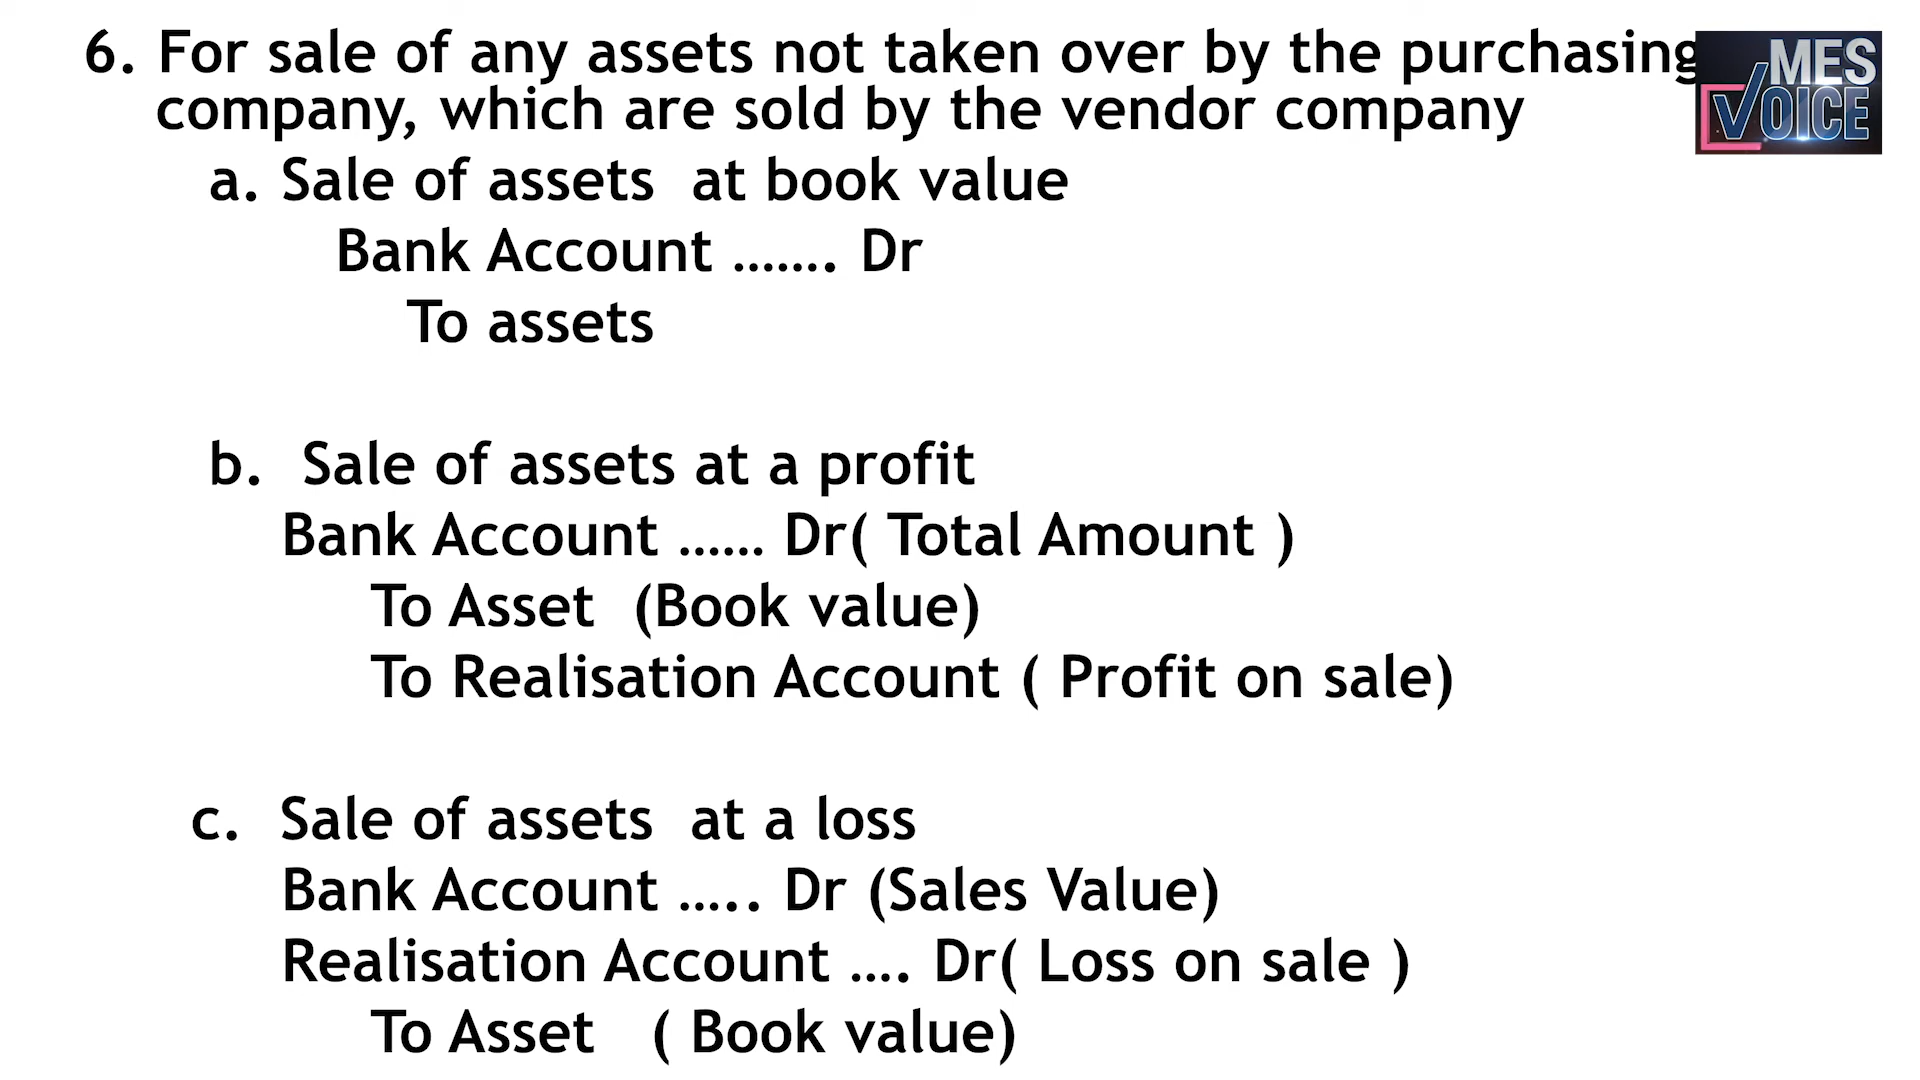 6. For sale of any assets not taken over by the purchasing
company, which are sold by the vendor company
a. Sale of assets at book value
Bank Account ....... Dr
To assets
b. Sale of assets at a profit
Bank Account ...... Dr( Total Amount )
To Asset (Book value)
To Realisation Account ( Profit on sale)
c. Sale of assets at a loss
Bank Account ..... Dr (Sales Value)
Realisation Account .... Dr( Loss on sale )
To Asset ( Book value)
MES
VOICE